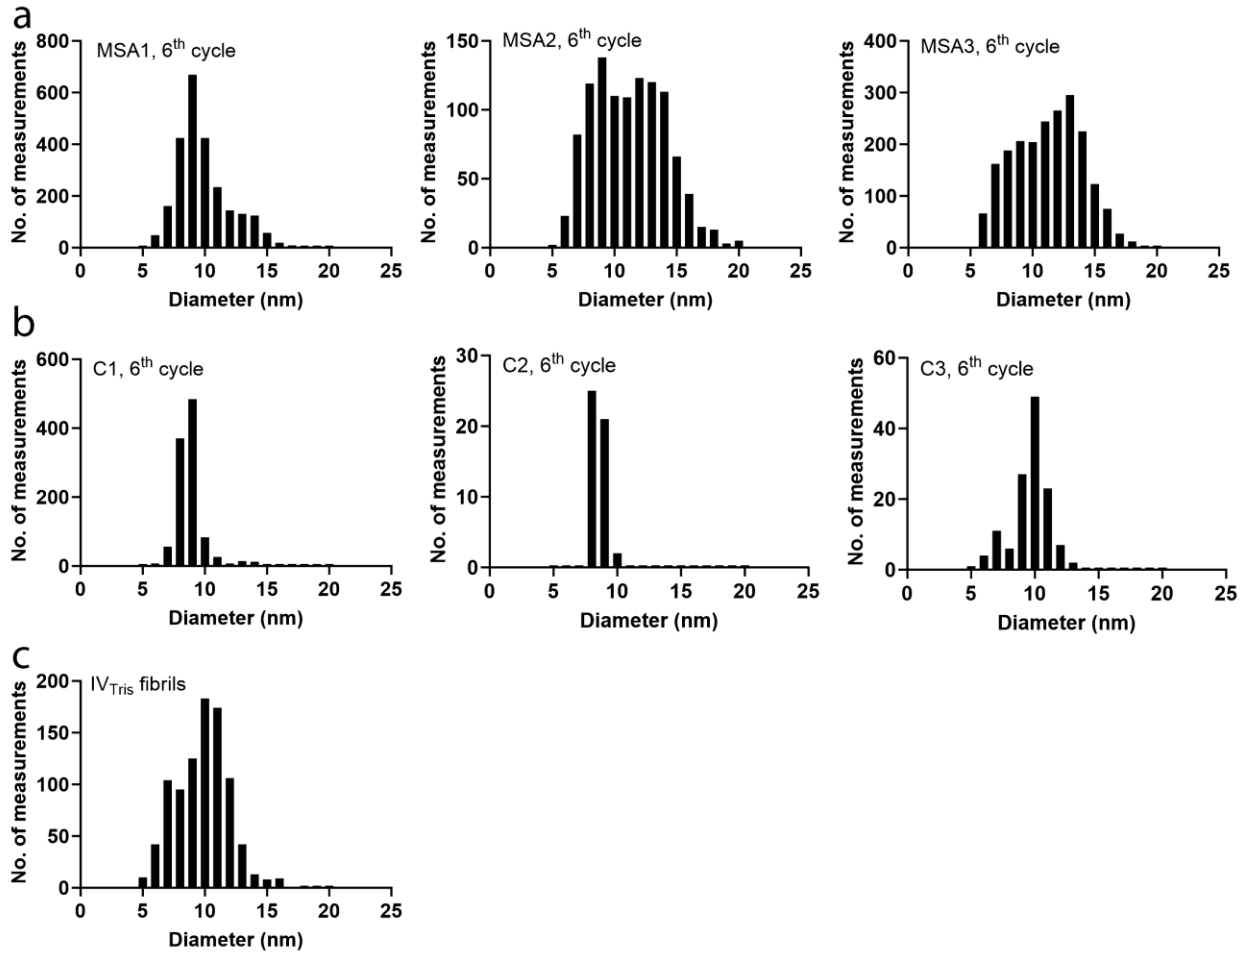 a
MSA1, 6th cycle
No. of measurements
800
600
400
200
0
0 5 10 15 20 25
Diameter (nm)
MSA2, 6th cycle
No. of measurements
150
100
50
0
0 5 10 15 20 25
Diameter (nm)
MSA3, 6th cycle
No. of measurements
400
300
200
100
0
0 5 10 15 20 25
Diameter (nm)
b
C1, 6th cycle
No. of measurements
600
400
200
0
0 5 10 15 20 25
Diameter (nm)
C2, 6th cycle
No. of measurements
30
20
10
0
0 5 10 15 20 25
Diameter (nm)
C3, 6th cycle
No. of measurements
60
40
20
0
0 5 10 15 20 25
Diameter (nm)
c
IVTris fibrils
No. of measurements
200
150
100
50
0
0 5 10 15 20 25
Diameter (nm)